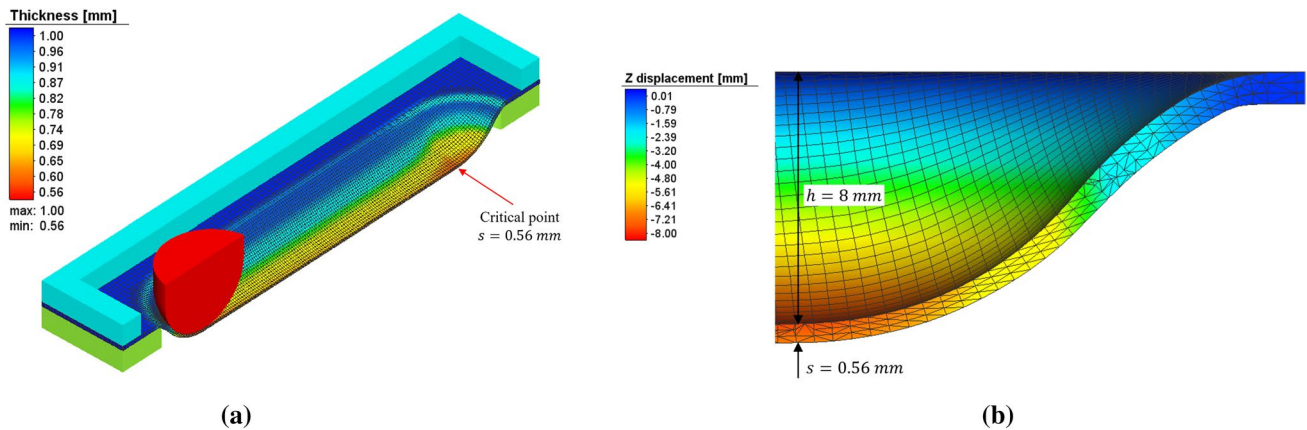 Thickness [mm]
1.00
0.96
0.91
0.87
0.82
0.78
0.74
0.69
0.65
0.60
0.56
max: 1.00
min: 0.56
Critical point
s = 0.56 mm
(a)
Z displacement [mm]
0.01
-0.79
-1.59
-2.39
-3.20
-4.00
-4.80
-5.61
-6.41
-7.21
-8.00
h = 8 mm
s = 0.56 mm
(b)